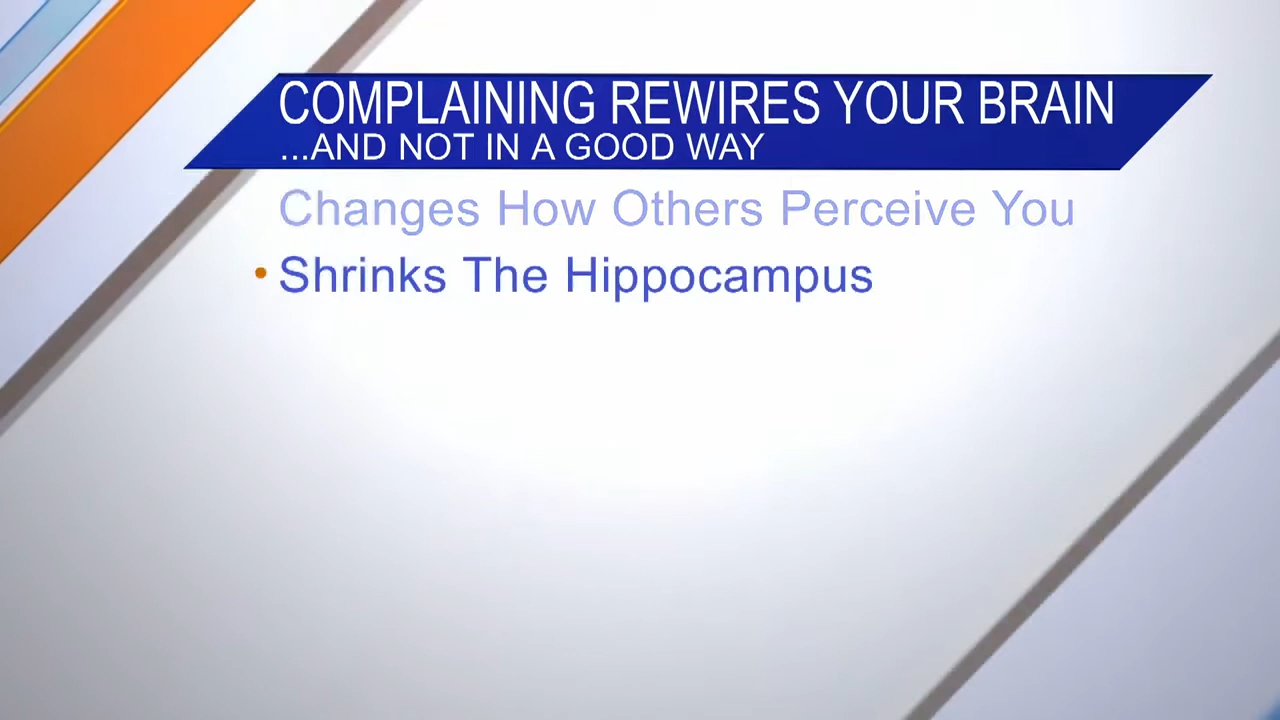 COMPLAINING REWIRES YOUR BRAIN
...AND NOT IN A GOOD WAY
Changes How Others Perceive You
• Shrinks The Hippocampus